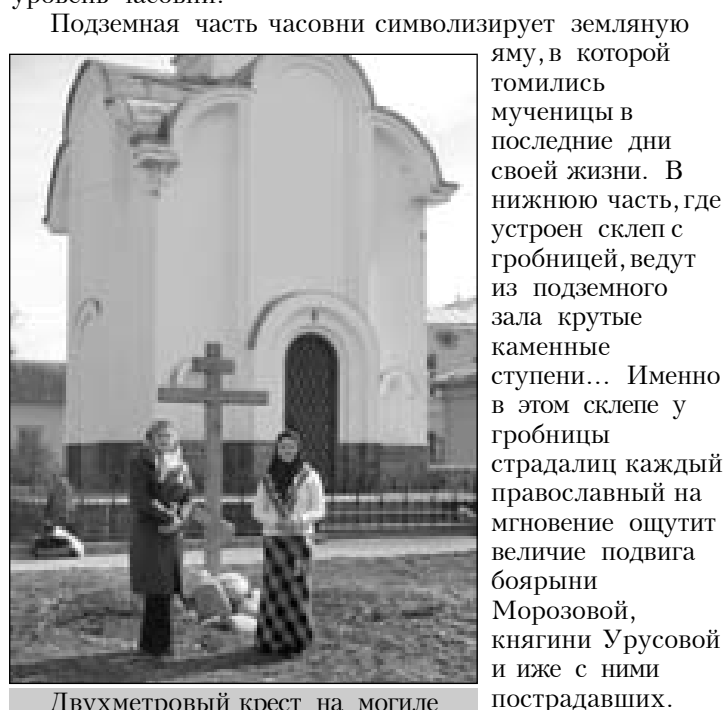 уровень часовни.
Подземная часть часовни символизирует земляную
яму, в которой
томились
мученицы в
последние дни
своей жизни. В
нижнюю часть, где
устроен склеп с
гробницей, ведут
из подземного
зала крутые
каменные
ступени... Именно
в этом склепе у
гробницы
страдалиц каждый
православный на
мгновение ощутит
величие подвига
боярыни
Морозовой,
княгини Урусовой
и иже с ними
пострадавших.
Двухметровый крест на могиле